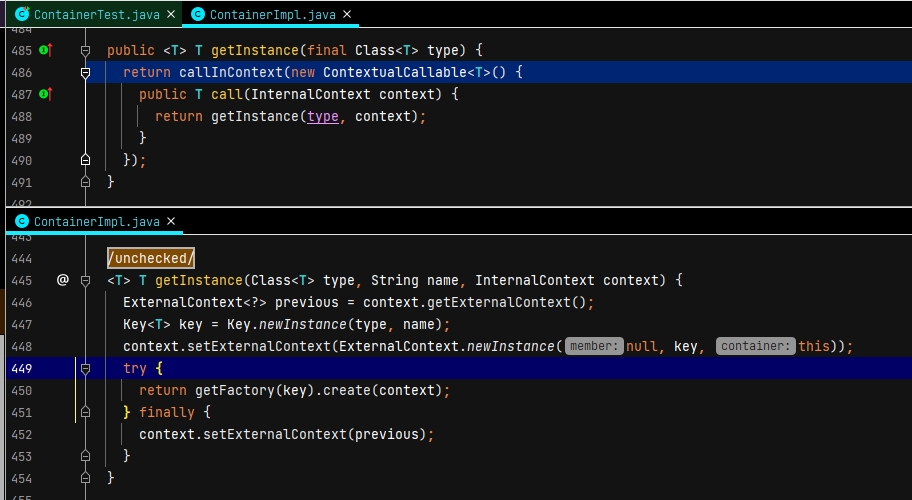 ContainerTest.java × ContainerImpl.java ×
485 public <T> T getInstance(final Class<T> type) {
486 return callInContext(new ContextualCallable<T>() {
487 public T call(InternalContext context) {
488 return getInstance(type, context);
489 }
490 });
491 }
ContainerImpl.java ×
444 /unchecked/
445 @ <T> T getInstance(Class<T> type, String name, InternalContext context) {
446 ExternalContext<?> previous = context.getExternalContext();
447 Key<T> key = Key.newInstance(type, name);
448 context.setExternalContext(ExternalContext.newInstance( member: null, key, container: this));
449 try {
450 return getFactory(key).create(context);
451 } finally {
452 context.setExternalContext(previous);
453 }
454 }